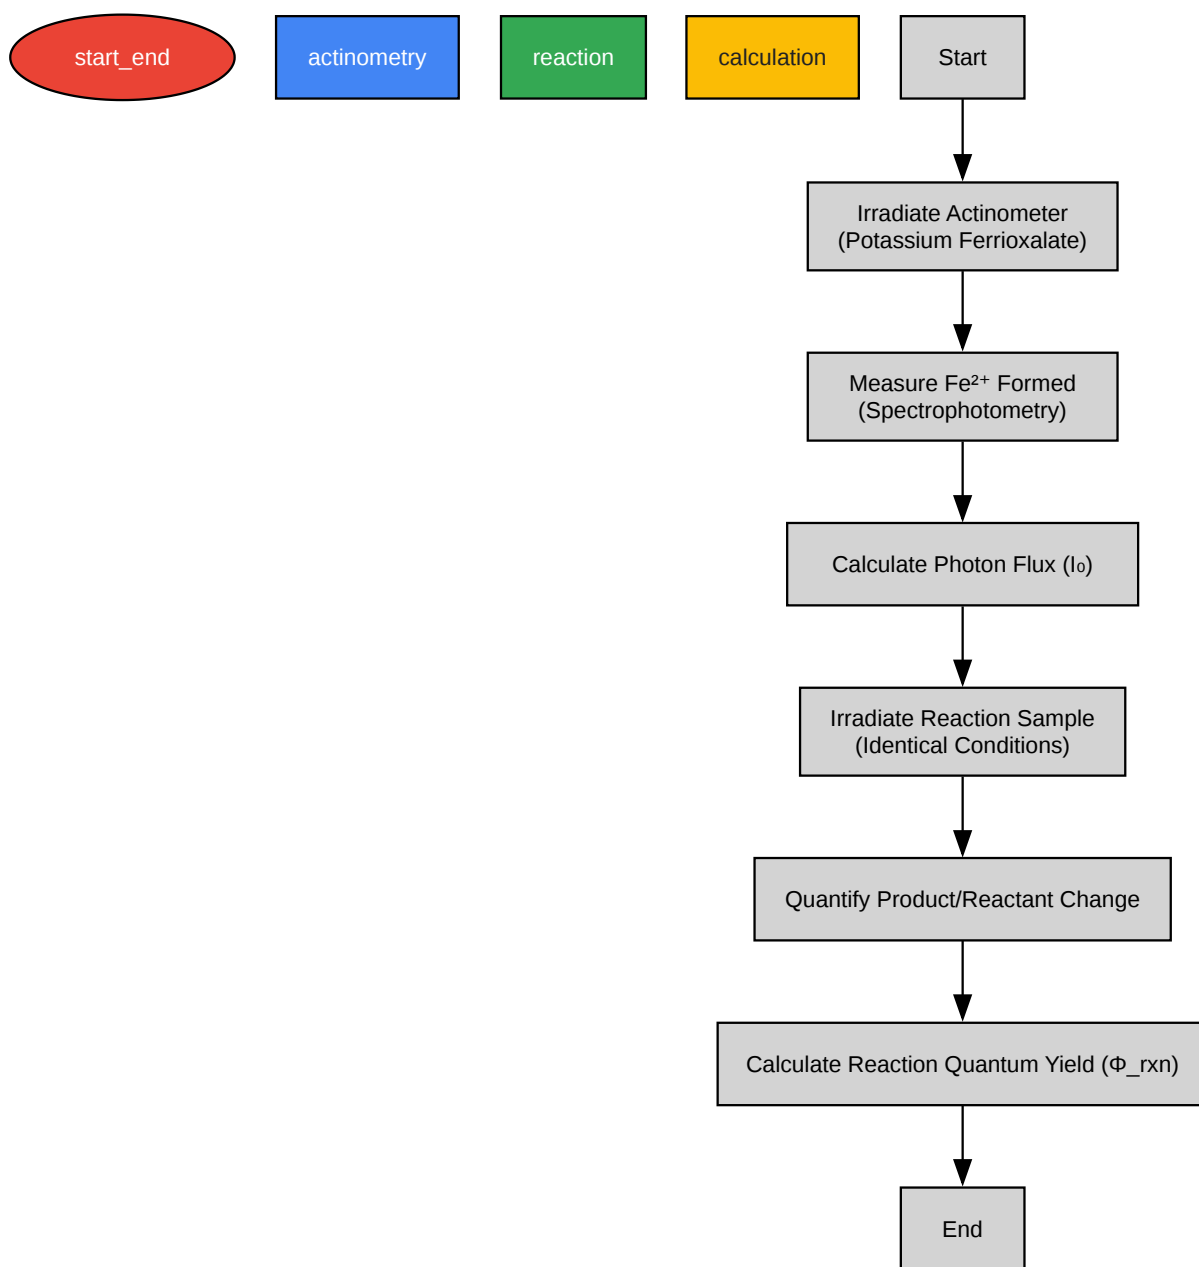 start_end
actinometry
reaction
calculation
Start
Irradiate Actinometer
(Potassium Ferrioxalate)
Measure Fe²⁺ Formed
(Spectrophotometry)
Calculate Photon Flux (I₀)
Irradiate Reaction Sample
(Identical Conditions)
Quantify Product/Reactant Change
Calculate Reaction Quantum Yield (Φ_rxn)
End